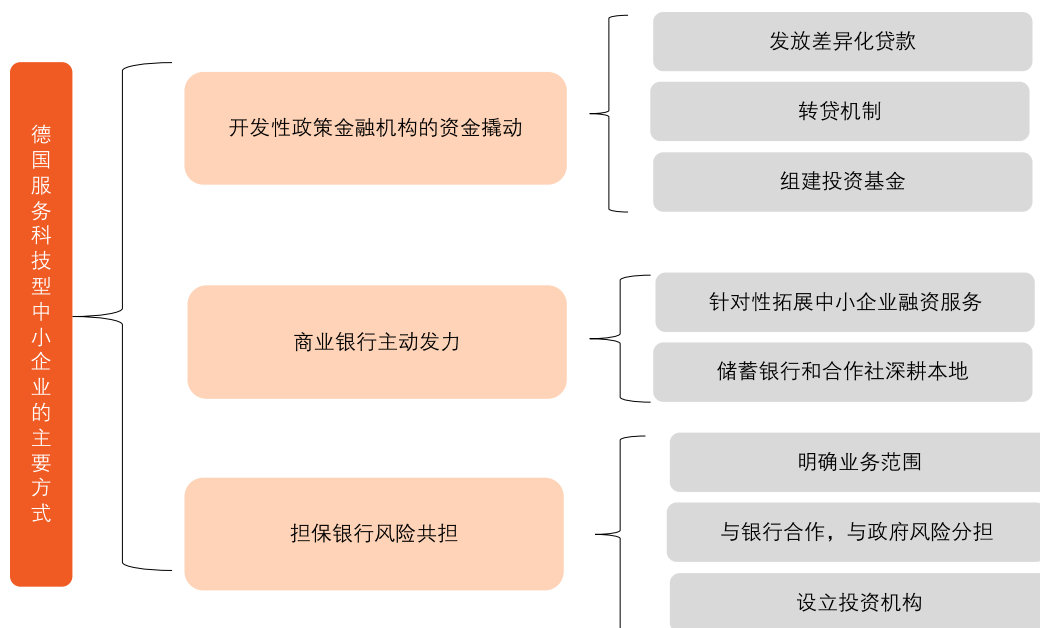 德国服务科技型中小企业的主要方式
开发性政策金融机构的资金撬动
发放差异化贷款
转贷机制
组建投资基金
商业银行主动发力
针对性拓展中小企业融资服务
储蓄银行和合作社深耕本地
担保银行风险共担
明确业务范围
与银行合作，与政府风险分担
设立投资机构